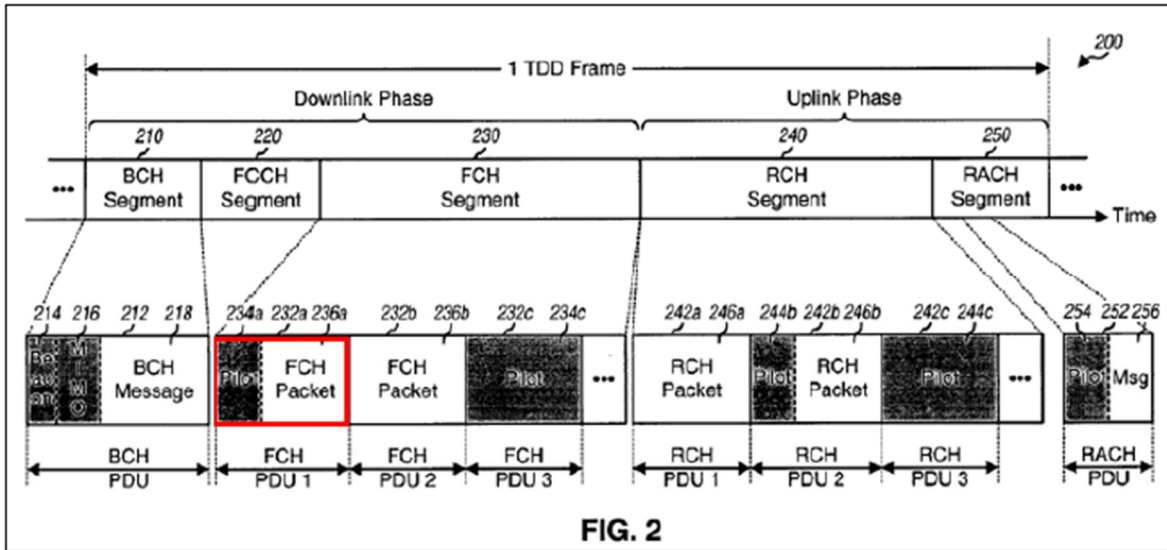 200
1 TDD Frame
Downlink Phase Uplink Phase
210 220 230 240 250
••• BCH Segment FCCH Segment FCH Segment RCH Segment RACH Segment •••
Time
214 216 212 218 234a 232a 236a 232b 236b 232c 234c 242a 246a 244b 242b 246b 242c 244c 254 252 256
Beacon MIMO BCH Message Pilot FCH Packet FCH Packet Pilot ••• RCH Packet Pilot RCH Packet Pilot ••• Pilot Msg
BCH PDU FCH PDU 1 FCH PDU 2 FCH PDU 3 RCH PDU 1 RCH PDU 2 RCH PDU 3 RACH PDU
FIG. 2